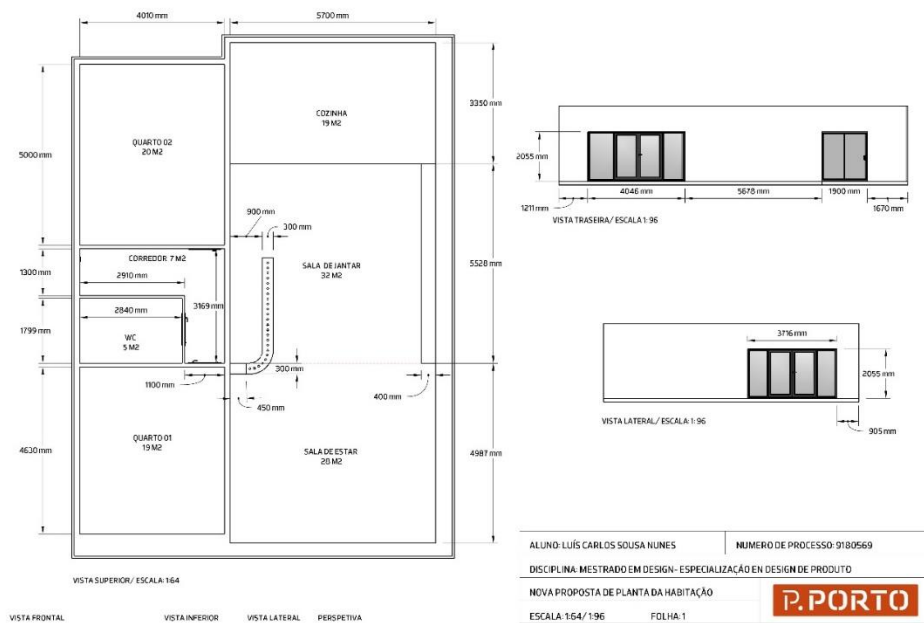 4010 mm
5700 mm
COZINHA
19 M2
3350 mm
QUARTO 02
20 M2
5000 mm
900 mm
300 mm
CORREDOR 7 M2
2910 mm
1300 mm
SALA DE JANTAR
32 M2
5528 mm
3169 mm
2840 mm
1799 mm
WC
5 M2
1100 mm
300 mm
450 mm
400 mm
QUARTO 01
19 M2
4630 mm
SALA DE ESTAR
28 M2
4987 mm
VISTA SUPERIOR/ ESCALA: 1:64
VISTA FRONTAL
VISTA INFERIOR
VISTA LATERAL
PERSPETIVA
2055 mm
4046 mm
5678 mm
1900 mm
1211 mm
1670 mm
VISTA TRASEIRA/ ESCALA 1: 96
3716 mm
2055 mm
905 mm
VISTA LATERAL/ ESCALA: 1: 96
ALUNO: LUÍS CARLOS SOUSA NUNES
NUMERO DE PROCESSO: 9180569
DISCIPLINA: MESTRADO EM DESIGN- ESPECIALIZAÇÃO EN DESIGN DE PRODUTO
NOVA PROPOSTA DE PLANTA DA HABITAÇÃO
ESCALA: 1:64/ 1:96
FOLHA: 1
P.PORTO